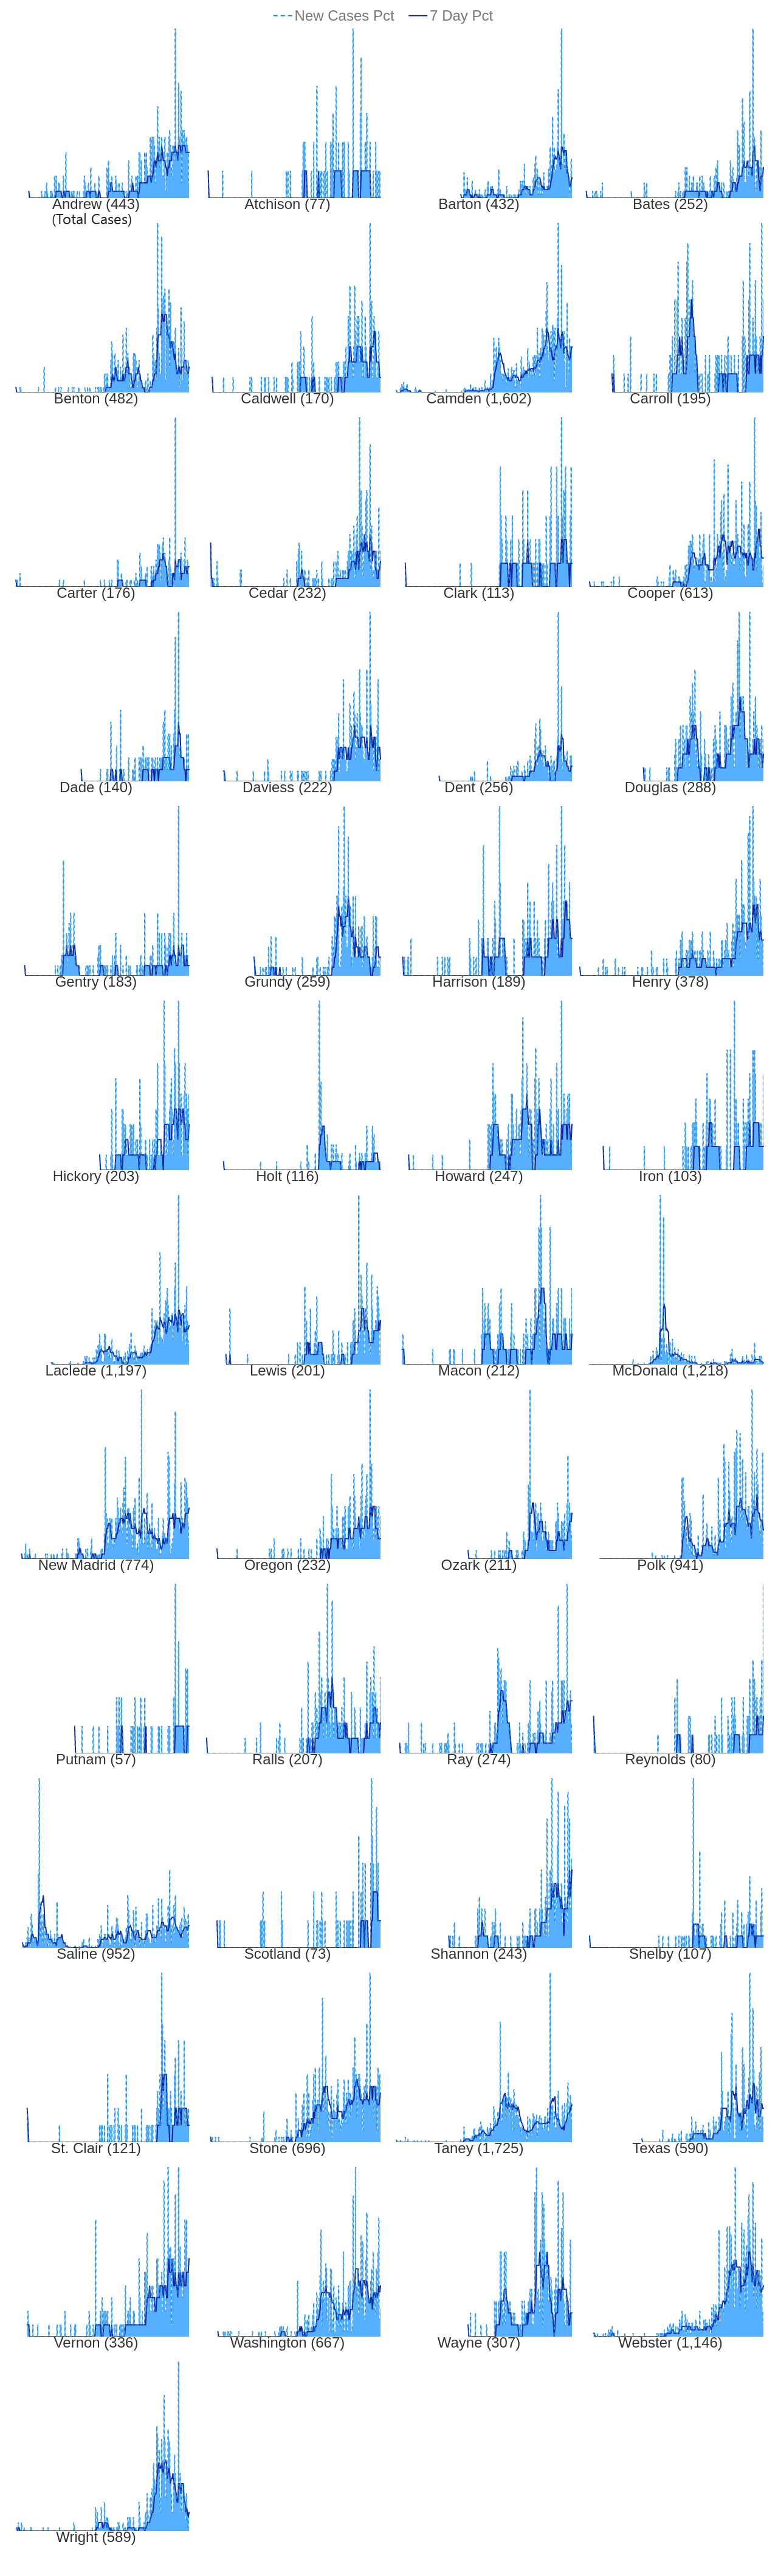 New Cases Pct 7 Day Pct
Andrew (443) Atchison (77) Barton (432) Bates (252)
(Total Cases)
Benton (482) Caldwell (170) Camden (1,602) Carroll (195)
Carter (176) Cedar (232) Clark (113) Cooper (613)
Dade (140) Daviess (222) Dent (256) Douglas (288)
Gentry (183) Grundy (259) Harrison (189) Henry (378)
Hickory (203) Holt (116) Howard (247) Iron (103)
Laclede (1,197) Lewis (201) Macon (212) McDonald (1,218)
New Madrid (774) Oregon (232) Ozark (211) Polk (941)
Putnam (57) Ralls (207) Ray (274) Reynolds (80)
Saline (952) Scotland (73) Shannon (243) Shelby (107)
St. Clair (121) Stone (696) Taney (1,725) Texas (590)
Vernon (336) Washington (667) Wayne (307) Webster (1,146)
Wright (589)